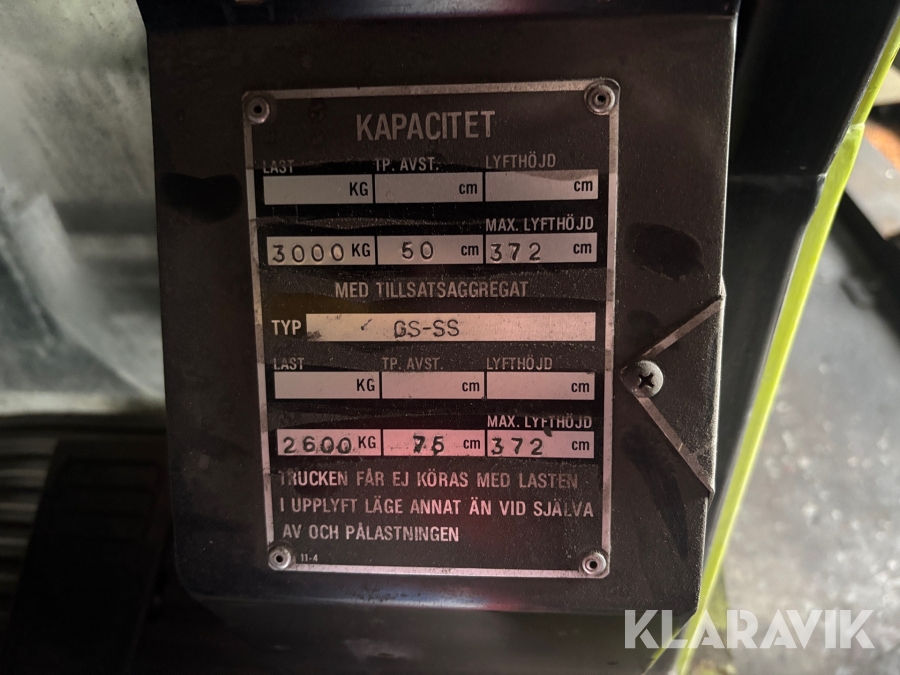 KAPACITET
LAST TP. AVST. LYFTHÖJD
KG cm cm
MAX. LYFTHÖJD
3000 KG 50 cm 372 cm
MED TILLSATSAGGREGAT
TYP GS-SS
LAST TP. AVST. LYFTHÖJD
KG cm cm
MAX. LYFTHÖJD
2600 KG 75 cm 372 cm
TRUCKEN FÅR EJ KÖRAS MED LASTEN
I UPPLYFT LÄGE ANNAT ÄN VID SJÄLVA
AV OCH PÅLASTNINGEN
11-4
KLARAVIK